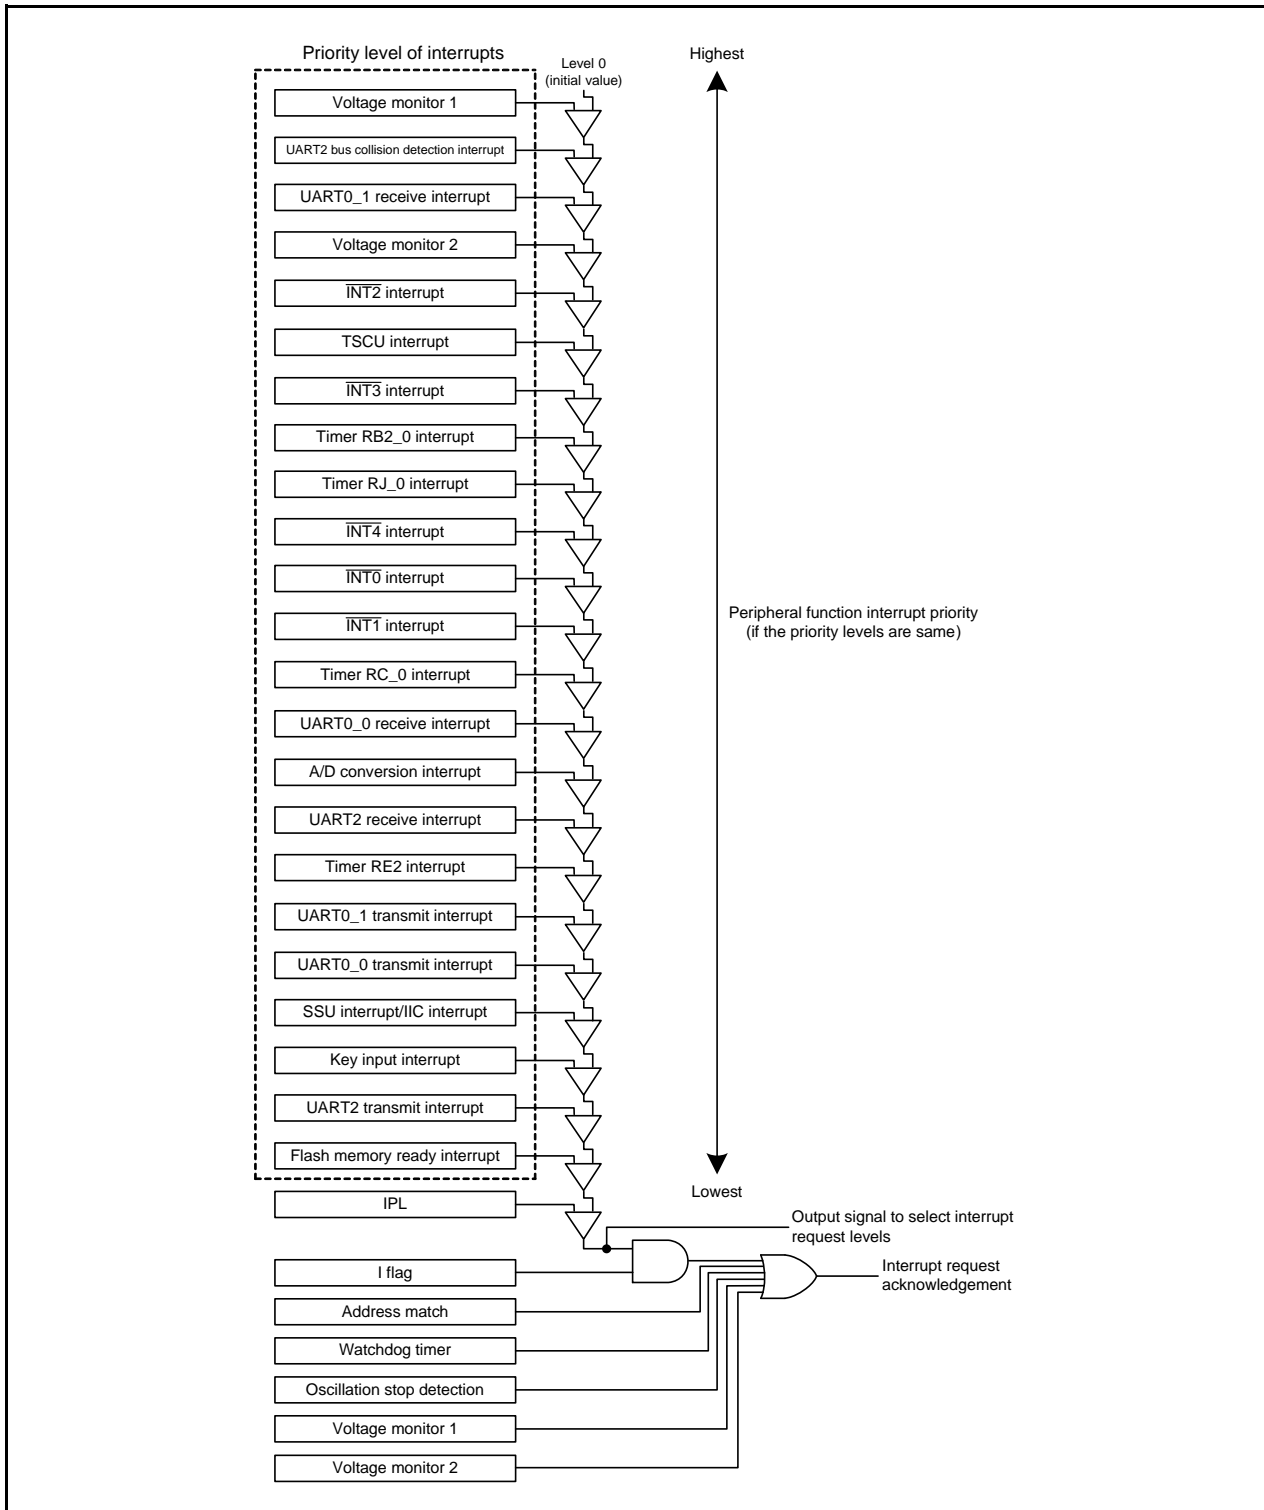 Priority level of interrupts
Highest
Level 0
(initial value)
Voltage monitor 1
UART2 bus collision detection interrupt
UART0_1 receive interrupt
Voltage monitor 2
INT2 interrupt
TSCU interrupt
INT3 interrupt
Timer RB2_0 interrupt
Timer RJ_0 interrupt
INT4 interrupt
INT0 interrupt
INT1 interrupt
Peripheral function interrupt priority
(if the priority levels are same)
Timer RC_0 interrupt
UART0_0 receive interrupt
A/D conversion interrupt
UART2 receive interrupt
Timer RE2 interrupt
UART0_1 transmit interrupt
UART0_0 transmit interrupt
SSU interrupt/IIC interrupt
Key input interrupt
UART2 transmit interrupt
Flash memory ready interrupt
Lowest
IPL
Output signal to select interrupt
request levels
I flag
Interrupt request
acknowledgement
Address match
Watchdog timer
Oscillation stop detection
Voltage monitor 1
Voltage monitor 2